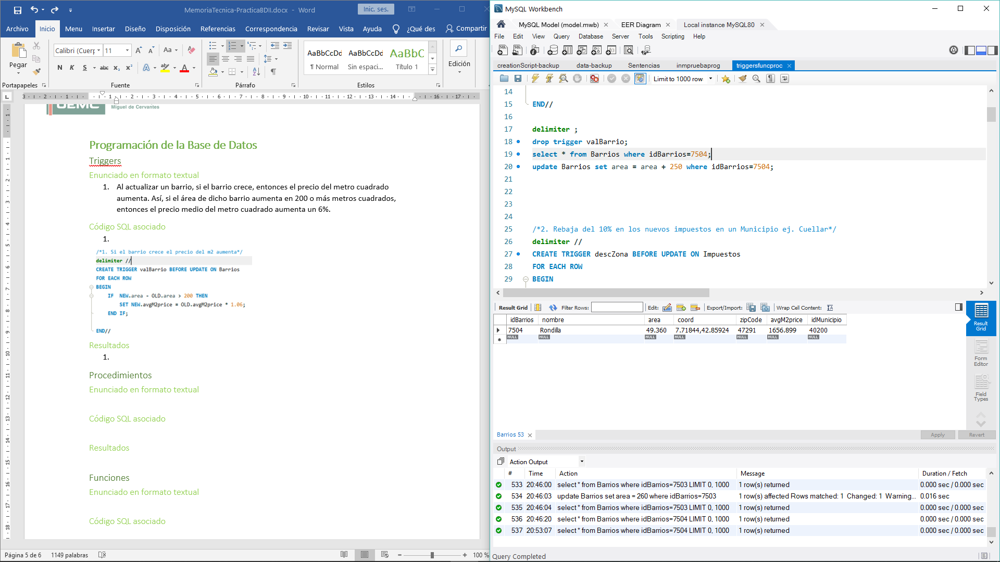 MemoriaTecnica-PracticaBDII.docx - Word
Inic. ses.
Archivo Inicio Menu Insertar Diseño Disposición Referencias Correspondencia Revisar Vista Ayuda ¿Qué des Compartir
Pegar
Calibri (Cuerp 11
Aa
N K S abc x₂ x²
AaBbCcDd AaBbCcDd AaBbC
¶ Normal Sin espaci... Título 1
Edición
Portapapeles Fuente Párrafo Estilos
3 2 1 1 2 3 4 5 6 7 8 9 10 11 12 13 14 16 17
UEMC
Miguel de Cervantes
Programación de la Base de Datos
Triggers
Enunciado en formato textual
1. Al actualizar un barrio, si el barrio crece, entonces el precio del metro cuadrado
aumenta. Así, si el área de dicho barrio aumenta en 200 o más metros cuadrados,
entonces el precio medio del metro cuadrado aumenta un 6%.
Código SQL asociado
1.
/*1. Si el barrio crece el precio del m2 aumenta*/
delimiter //
CREATE TRIGGER valBarrio BEFORE UPDATE ON Barrios
FOR EACH ROW
BEGIN
IF NEW.area - OLD.area > 200 THEN
SET NEW.avgM2price = OLD.avgM2price * 1.06;
END IF;
END//
Resultados
1.
Procedimientos
Enunciado en formato textual
Código SQL asociado
Resultados
Funciones
Enunciado en formato textual
Código SQL asociado
Página 5 de 6 1149 palabras
100 %
MySQL Workbench
MySQL Model (model.mwb) EER Diagram Local instance MySQL80
File Edit View Query Database Server Tools Scripting Help
creationScript-backup data-backup Sentencias inmpruebaprog triggersfuncproc
Limit to 1000 row
14
15 END//
16
17 delimiter ;
18 drop trigger valBarrio;
19 select * from Barrios where idBarrios=7504;
20 update Barrios set area = area + 250 where idBarrios=7504;
21
22
23
24
25 /*2. Rebaja del 10% en los nuevos impuestos en un Municipio ej. Cuellar*/
26 delimiter //
27 CREATE TRIGGER descZona BEFORE UPDATE ON Impuestos
28 FOR EACH ROW
29 BEGIN
Result Grid Filter Rows: Edit: Export/Import: Wrap Cell Content:
idBarrios nombre area coord zipCode avgM2price idMunicipio
7504 Rondilla 49.360 7.71844,42.85924 47291 1656.899 40200
NULL NULL NULL NULL NULL NULL NULL
Result
Grid
Form
Editor
Field
Types
Barrios 53
Apply Revert
Output
Action Output
# Time Action Message Duration / Fetch
533 20:46:00 select * from Barrios where idBarrios=7503 LIMIT 0, 1000 1 row(s) returned 0.000 sec / 0.000 sec
534 20:46:03 update Barrios set area = 260 where idBarrios=7503 1 row(s) affected Rows matched: 1 Changed: 1 Warning... 0.016 sec
535 20:46:04 select * from Barrios where idBarrios=7503 LIMIT 0, 1000 1 row(s) returned 0.000 sec / 0.000 sec
536 20:46:20 select * from Barrios where idBarrios=7504 LIMIT 0, 1000 1 row(s) returned 0.000 sec / 0.000 sec
537 20:53:07 select * from Barrios where idBarrios=7504 LIMIT 0, 1000 1 row(s) returned 0.000 sec / 0.000 sec
Query Completed